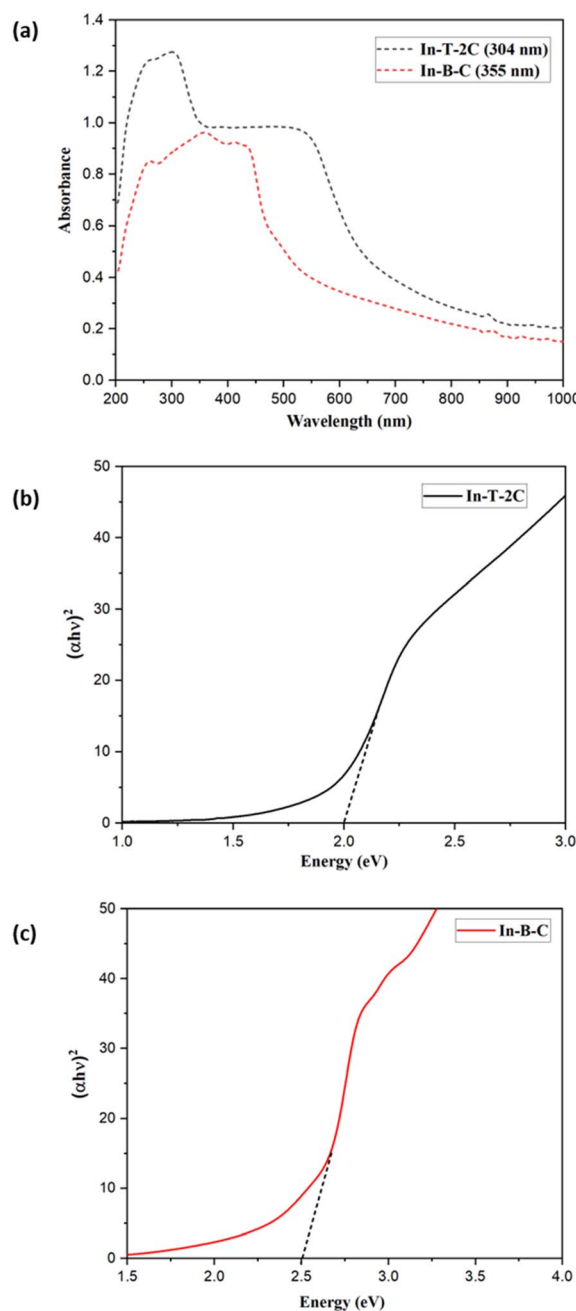 (a)
1.4
1.2
1.0
0.8
0.6
0.4
0.2
0.0
Absorbance
In-T-2C (304 nm)
In-B-C (355 nm)
200 300 400 500 600 700 800 900 1000
Wavelength (nm)
(b)
50
40
30
20
10
0
(αhν)²
In-T-2C
1.0 1.5 2.0 2.5 3.0
Energy (eV)
(c)
50
40
30
20
10
0
(αhν)²
In-B-C
1.5 2.0 2.5 3.0 3.5 4.0
Energy (eV)